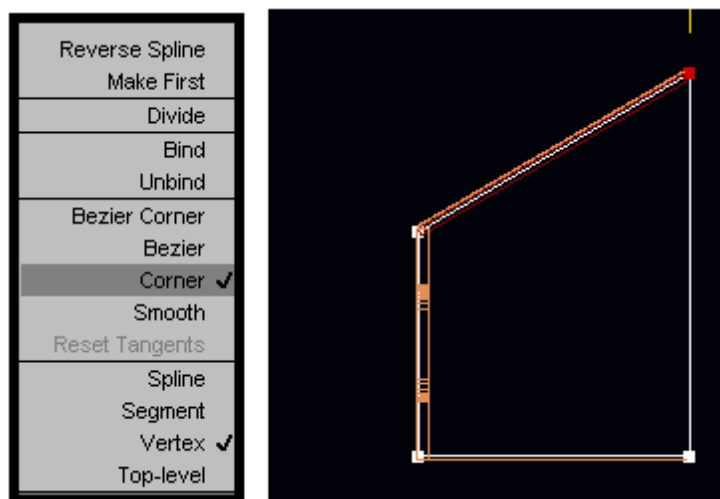 Reverse Spline
Make First
Divide
Bind
Unbind
Bezier Corner
Bezier
Corner ✓
Smooth
Reset Tangents
Spline
Segment
Vertex ✓
Top-level